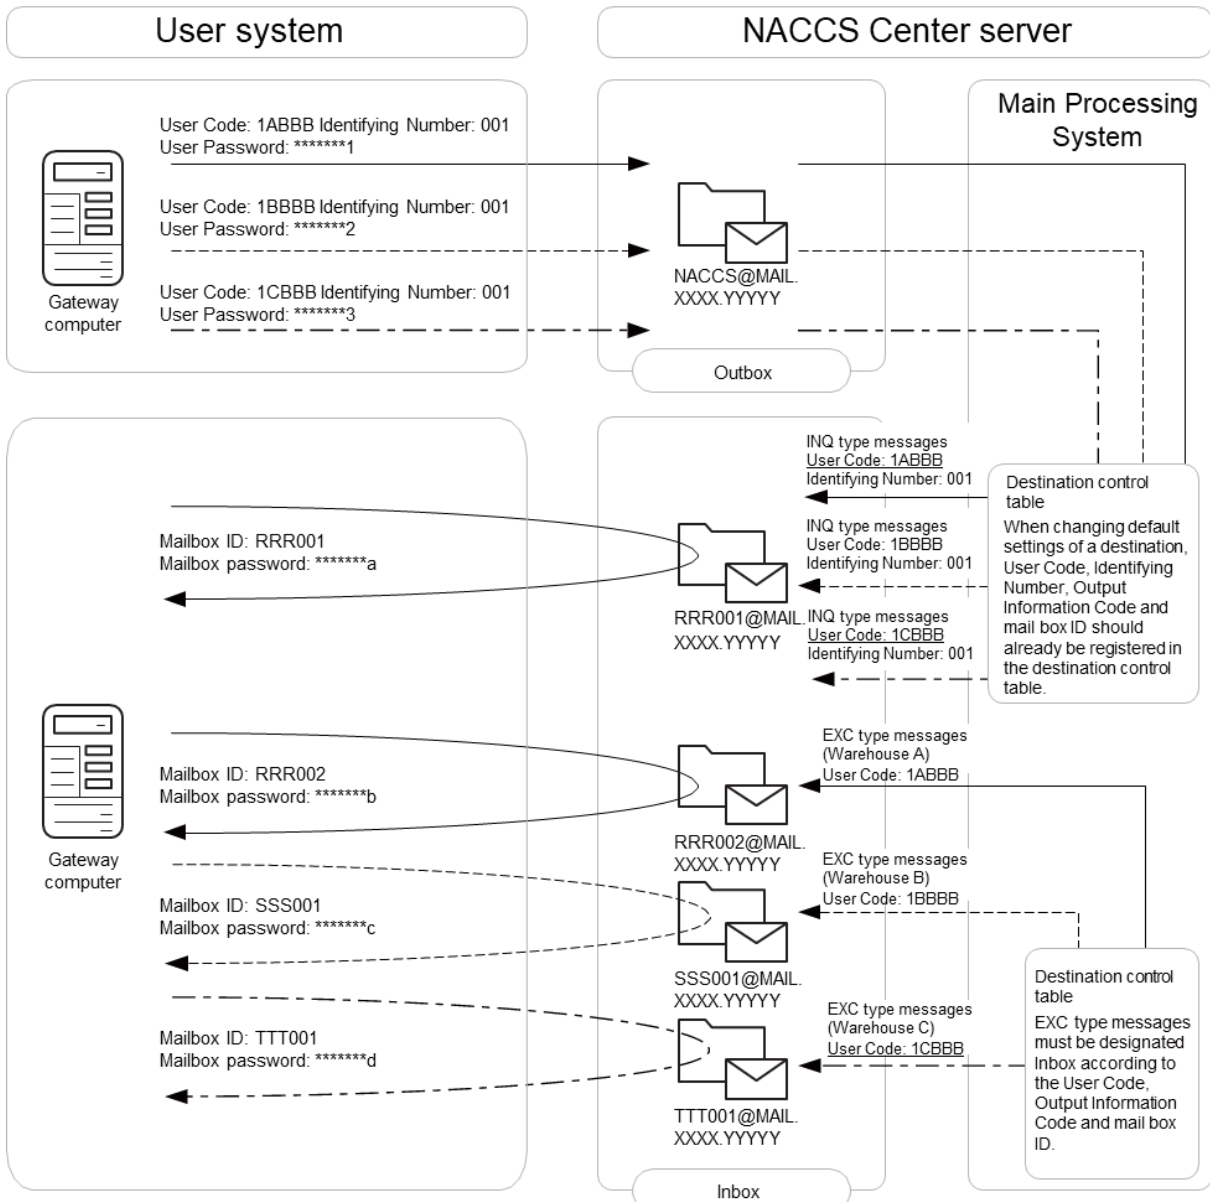 User system
NACCS Center server
Main Processing
System
User Code: 1ABBB Identifying Number: 001
User Password: *******1
User Code: 1BBBB Identifying Number: 001
User Password: *******2
User Code: 1CBBB Identifying Number: 001
User Password: *******3
Gateway
computer
NACCS@MAIL.
XXXX.YYYYY
Outbox
INQ type messages
User Code: 1ABBB
Identifying Number: 001
INQ type messages
User Code: 1BBBB
Identifying Number: 001
INQ type messages
User Code: 1CBBB
Identifying Number: 001
Destination control
table
When changing default
settings of a destination,
User Code, Identifying
Number, Output
Information Code and
mail box ID should
already be registered in
the destination control
table.
Mailbox ID: RRR001
Mailbox password: *******a
RRR001@MAIL.
XXXX.YYYYY
Gateway
computer
Mailbox ID: RRR002
Mailbox password: *******b
RRR002@MAIL.
XXXX.YYYYY
EXC type messages
(Warehouse A)
User Code: 1ABBB
Mailbox ID: SSS001
Mailbox password: *******c
SSS001@MAIL.
XXXX.YYYYY
EXC type messages
(Warehouse B)
User Code: 1BBBB
Mailbox ID: TTT001
Mailbox password: *******d
TTT001@MAIL.
XXXX.YYYYY
EXC type messages
(Warehouse C)
User Code: 1CBBB
Destination control
table
EXC type messages
must be designated
Inbox according to
the User Code,
Output Information
Code and mail box
ID.
Inbox